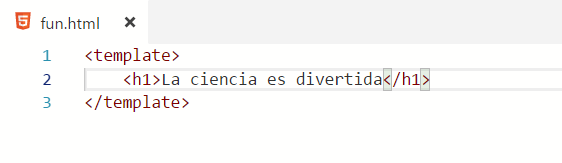 fun.html
1 <template>
2 <h1>La ciencia es divertida</h1>
3 </template>